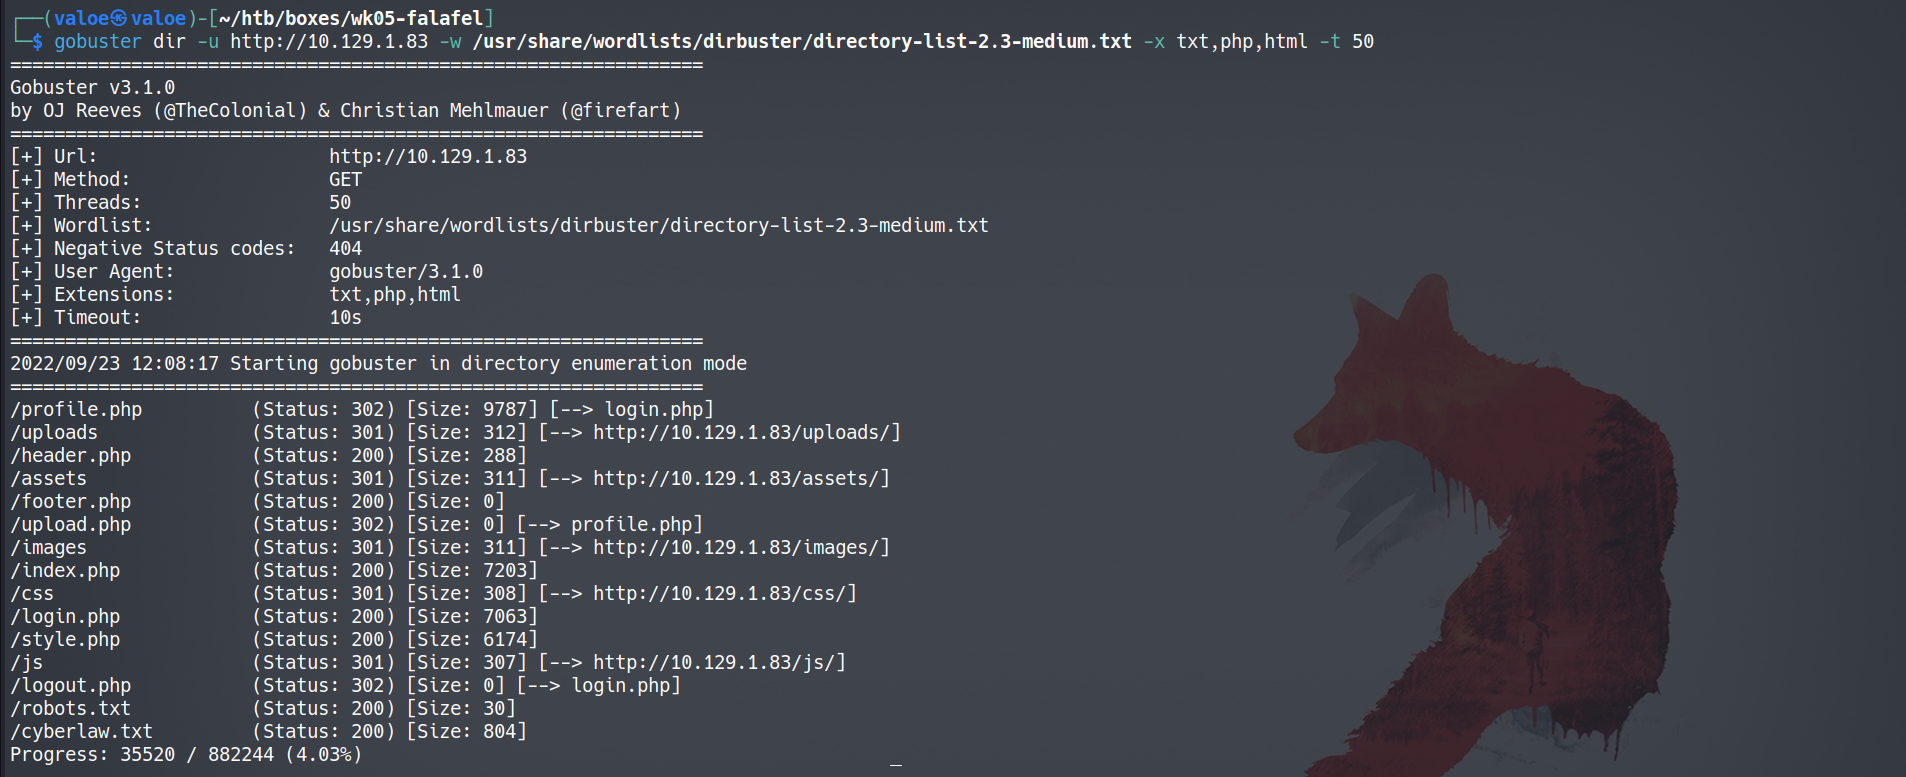 ┌──(valoe㉿valoe)-[~/htb/boxes/wk05-falafel]
└─$ gobuster dir -u http://10.129.1.83 -w /usr/share/wordlists/dirbuster/directory-list-2.3-medium.txt -x txt,php,html -t 50
===============================================================
Gobuster v3.1.0
by OJ Reeves (@TheColonial) & Christian Mehlmauer (@firefart)
===============================================================
[+] Url:                     http://10.129.1.83
[+] Method:                  GET
[+] Threads:                 50
[+] Wordlist:                /usr/share/wordlists/dirbuster/directory-list-2.3-medium.txt
[+] Negative Status codes:   404
[+] User Agent:              gobuster/3.1.0
[+] Extensions:              txt,php,html
[+] Timeout:                 10s
===============================================================
2022/09/23 12:08:17 Starting gobuster in directory enumeration mode
===============================================================
/profile.php          (Status: 302) [Size: 9787] [--> login.php]
/uploads              (Status: 301) [Size: 312] [--> http://10.129.1.83/uploads/]
/header.php           (Status: 200) [Size: 288]
/assets               (Status: 301) [Size: 311] [--> http://10.129.1.83/assets/]
/footer.php           (Status: 200) [Size: 0]
/upload.php           (Status: 302) [Size: 0] [--> profile.php]
/images               (Status: 301) [Size: 311] [--> http://10.129.1.83/images/]
/index.php            (Status: 200) [Size: 7203]
/css                  (Status: 301) [Size: 308] [--> http://10.129.1.83/css/]
/login.php            (Status: 200) [Size: 7063]
/style.php            (Status: 200) [Size: 6174]
/js                   (Status: 301) [Size: 307] [--> http://10.129.1.83/js/]
/logout.php           (Status: 302) [Size: 0] [--> login.php]
/robots.txt           (Status: 200) [Size: 30]
/cyberlaw.txt         (Status: 200) [Size: 804]
Progress: 35520 / 882244 (4.03%)